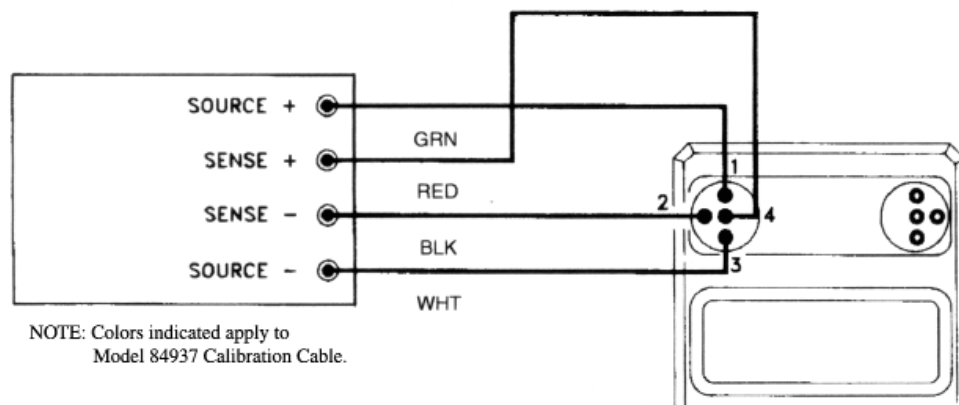 SOURCE +
GRN
SENSE +
1
RED
SENSE -
2
4
BLK
SOURCE -
3
WHT
NOTE: Colors indicated apply to
Model 84937 Calibration Cable.